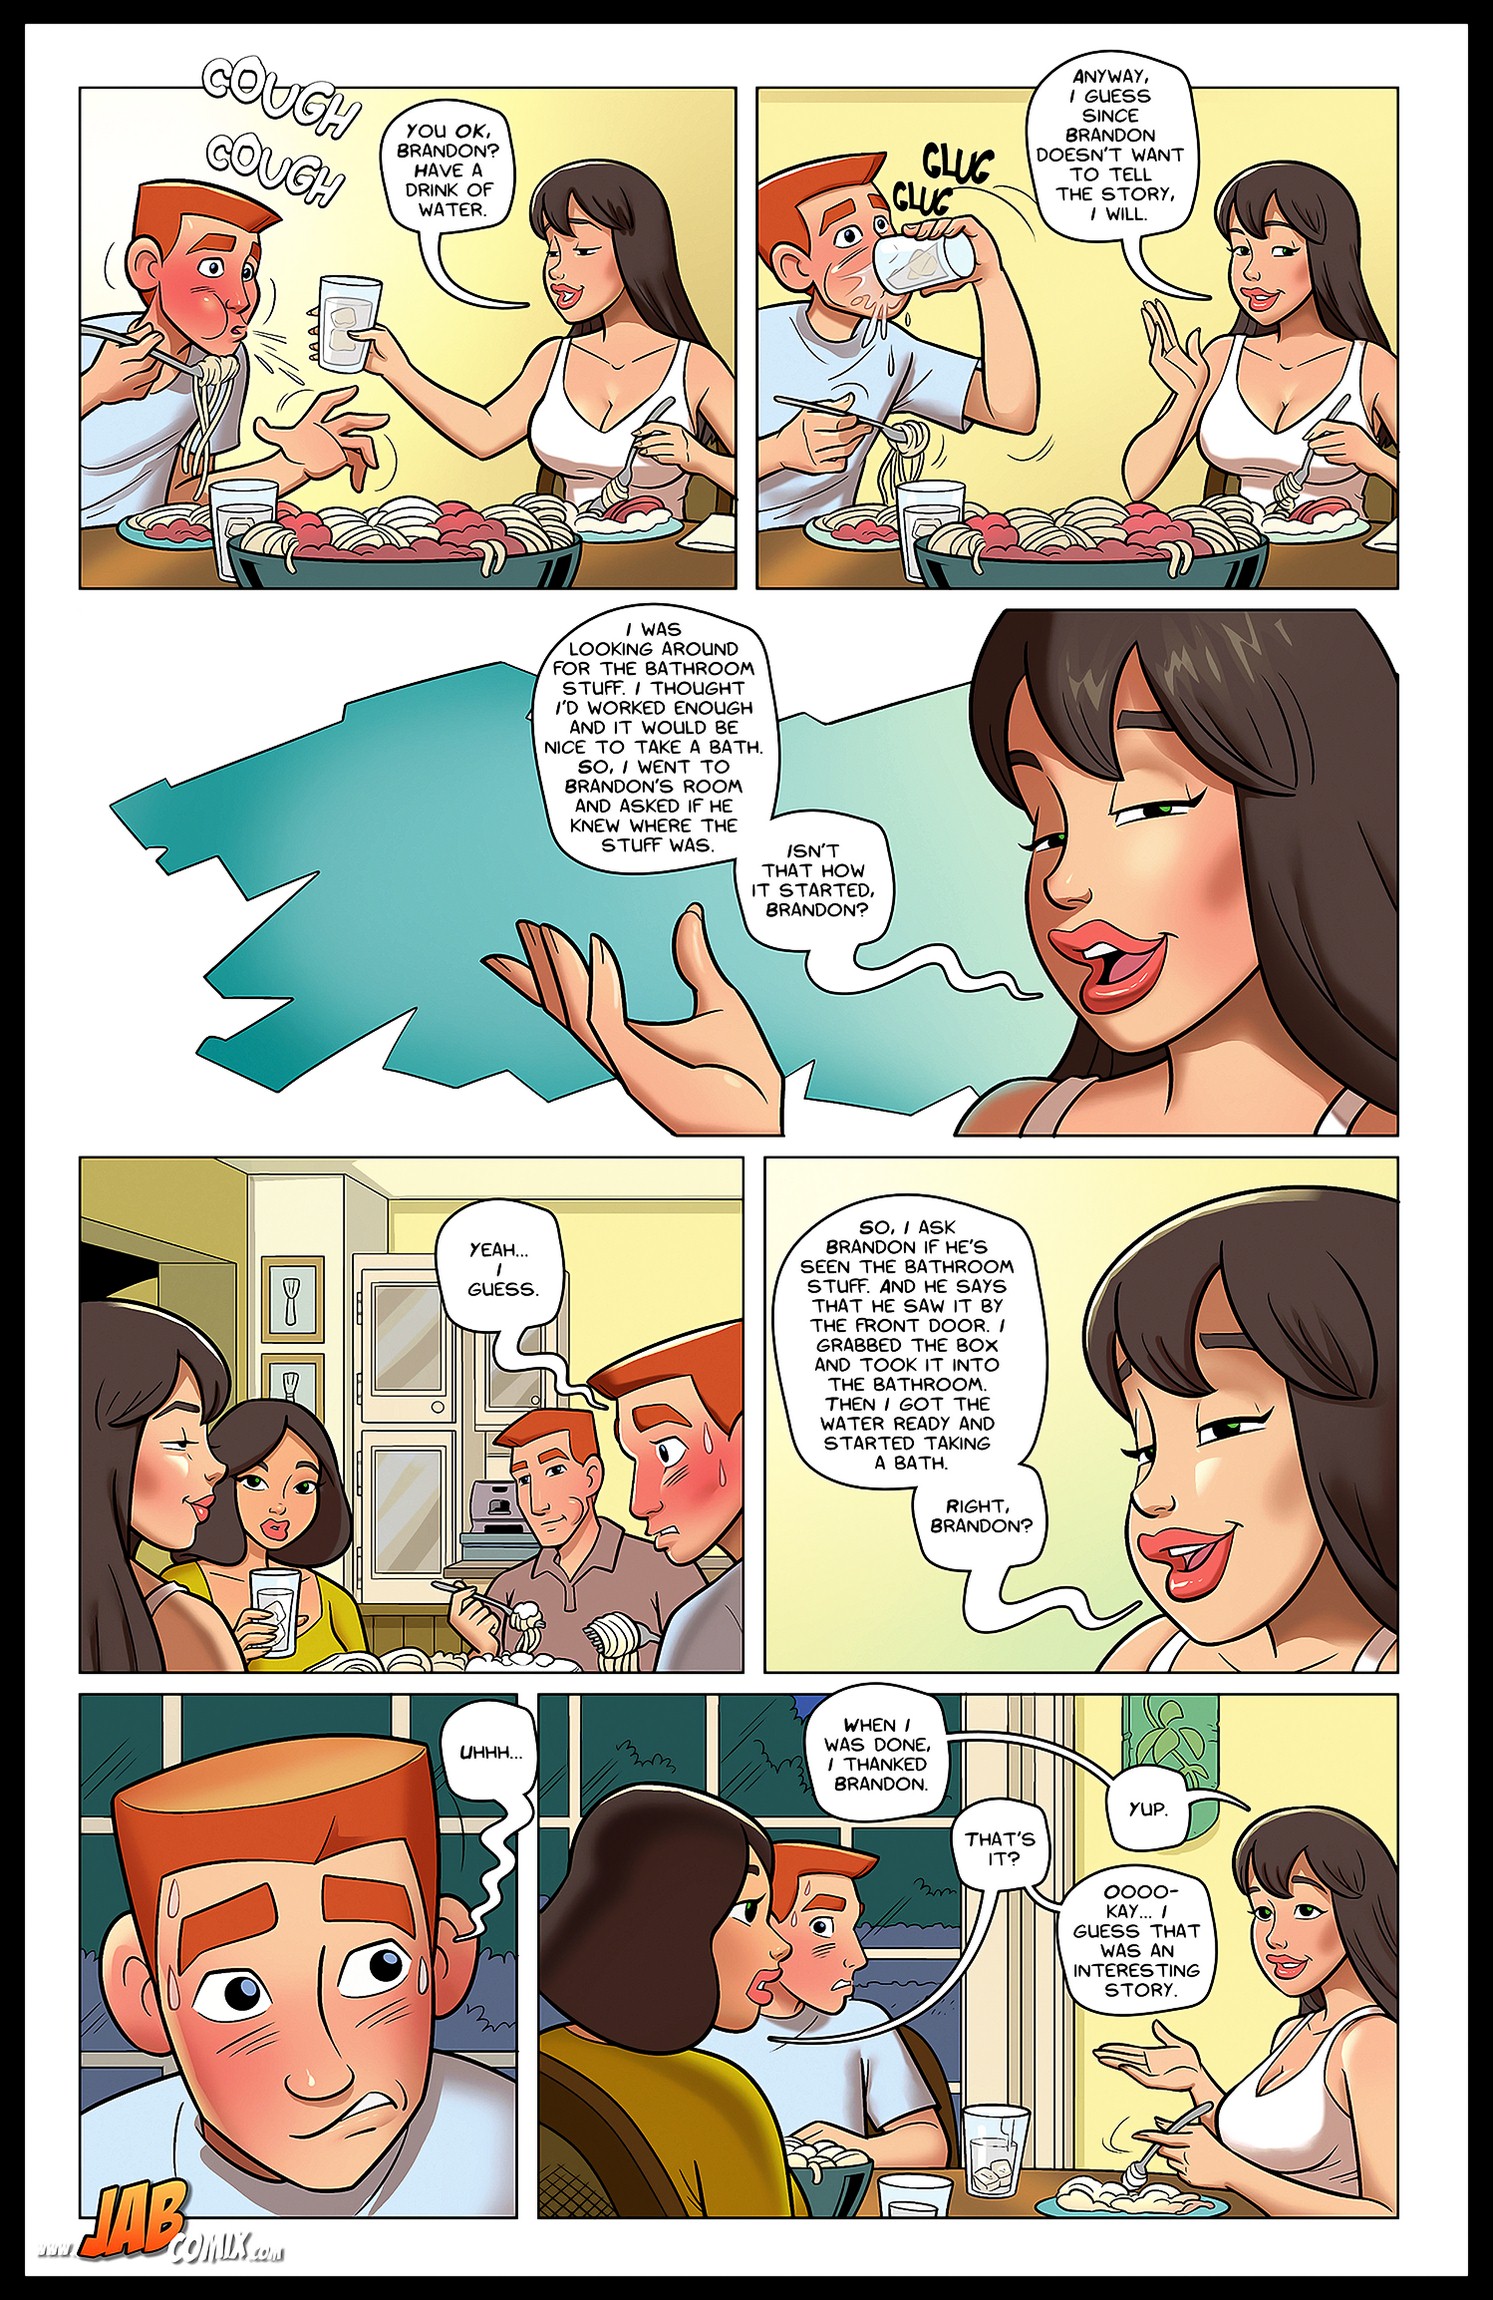 COUGH
COUGH
YOU OK,
BRANDON?
HAVE A
DRINK OF
WATER.
GLUG
GLUG
ANYWAY,
I GUESS
SINCE
BRANDON
DOESN'T WANT
TO TELL
THE STORY,
I WILL.
I WAS
LOOKING AROUND
FOR THE BATHROOM
STUFF. I THOUGHT
I'D WORKED ENOUGH
AND IT WOULD BE
NICE TO TAKE A BATH.
SO, I WENT TO
BRANDON'S ROOM
AND ASKED IF HE
KNEW WHERE THE
STUFF WAS.
ISN'T
THAT HOW
IT STARTED,
BRANDON?
YEAH...
I
GUESS.
SO, I ASK
BRANDON IF HE'S
SEEN THE BATHROOM
STUFF. AND HE SAYS
THAT HE SAW IT BY
THE FRONT DOOR. I
GRABBED THE BOX
AND TOOK IT INTO
THE BATHROOM.
THEN I GOT THE
WATER READY AND
STARTED TAKING
A BATH.
RIGHT,
BRANDON?
UHHH...
WHEN I
WAS DONE,
I THANKED
BRANDON.
THAT'S
IT?
YUP.
OOOO-
KAY... I
GUESS THAT
WAS AN
INTERESTING
STORY.
www.JABCOMIX.com